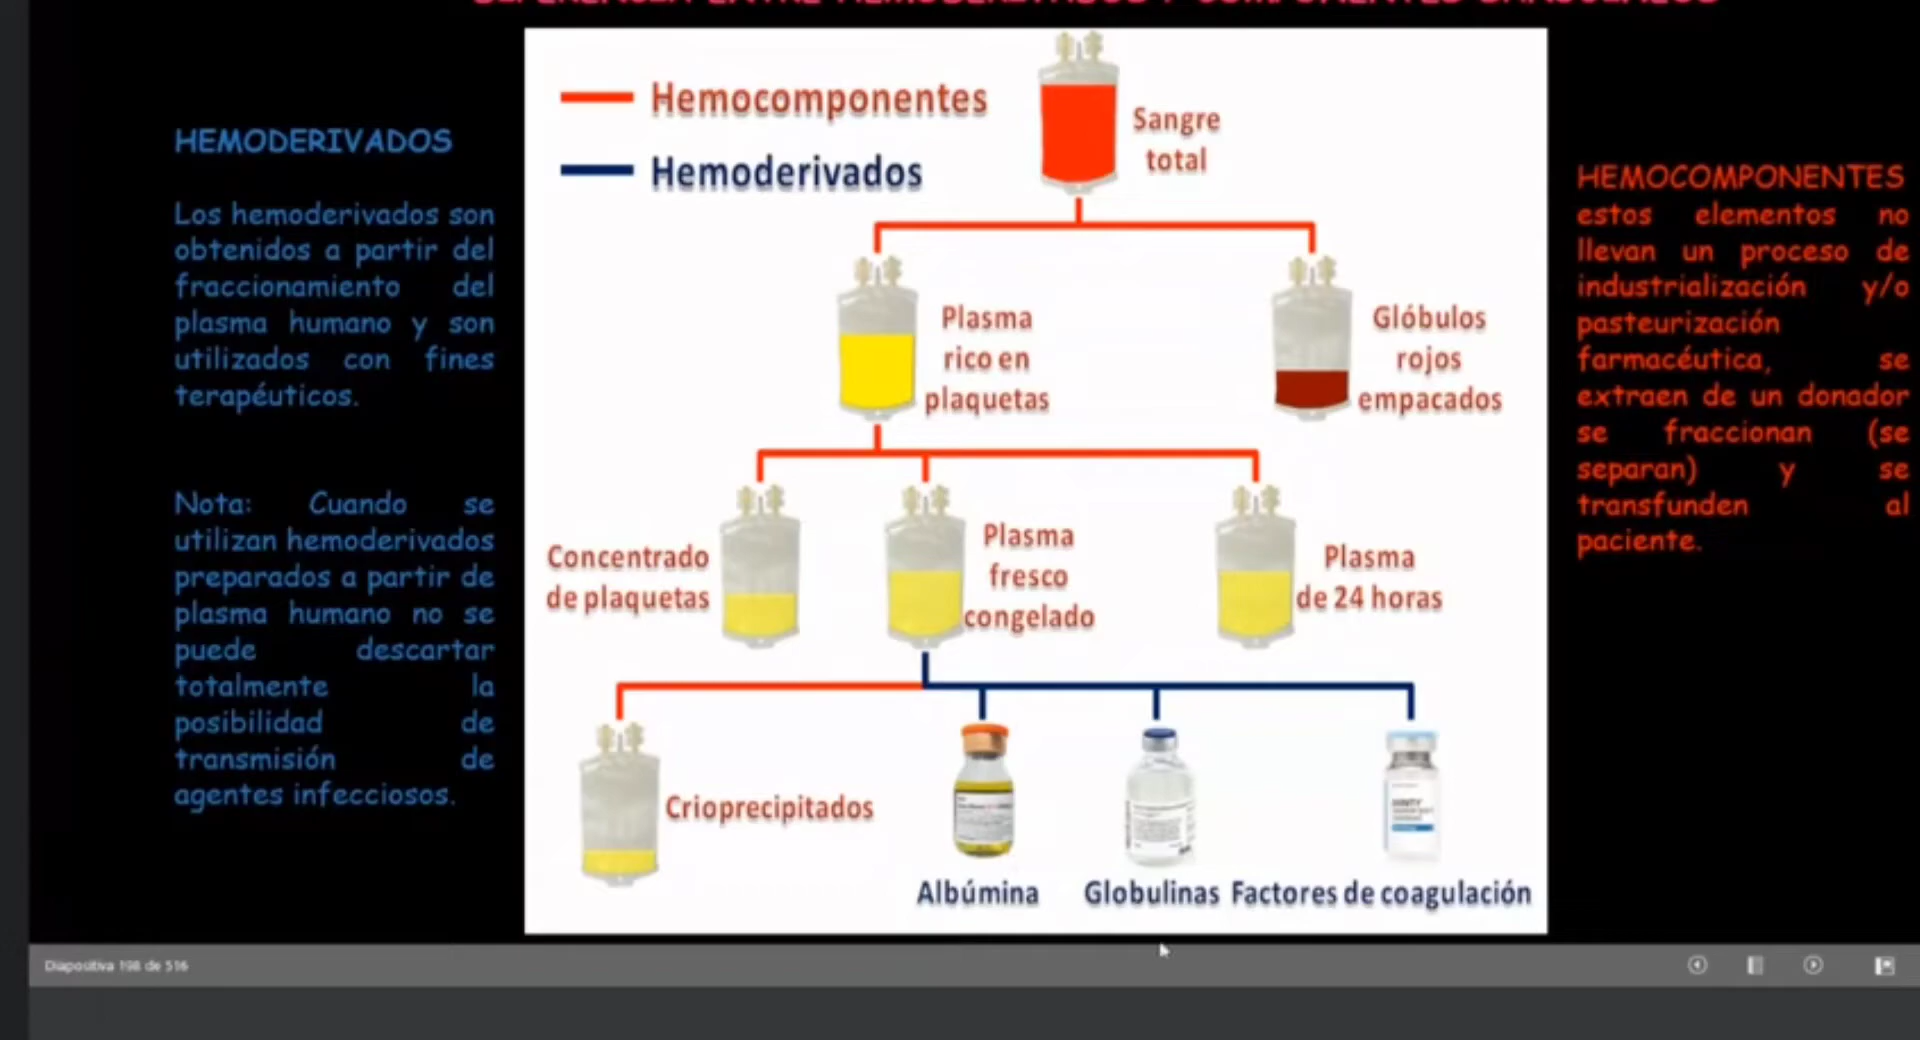 HEMODERIVADOS
Los hemoderivados son
obtenidos a partir del
fraccionamiento del
plasma humano y son
utilizados con fines
terapéuticos.
Nota: Cuando se
utilizan hemoderivados
preparados a partir de
plasma humano no se
puede descartar
totalmente la
posibilidad de
transmisión de
agentes infecciosos.
Hemocomponentes
Hemoderivados
Sangre
total
Plasma
rico en
plaquetas
Glóbulos
rojos
empacados
Concentrado
de plaquetas
Plasma
fresco
congelado
Plasma
de 24 horas
Crioprecipitados
Albúmina
Globulinas
Factores de coagulación
HEMOCOMPONENTES
estos elementos no
llevan un proceso de
industrialización y/o
pasteurización
farmacéutica, se
extraen de un donador
se fraccionan (se
separan) y se
transfunden al
paciente.
Diapositiva 198 de 516